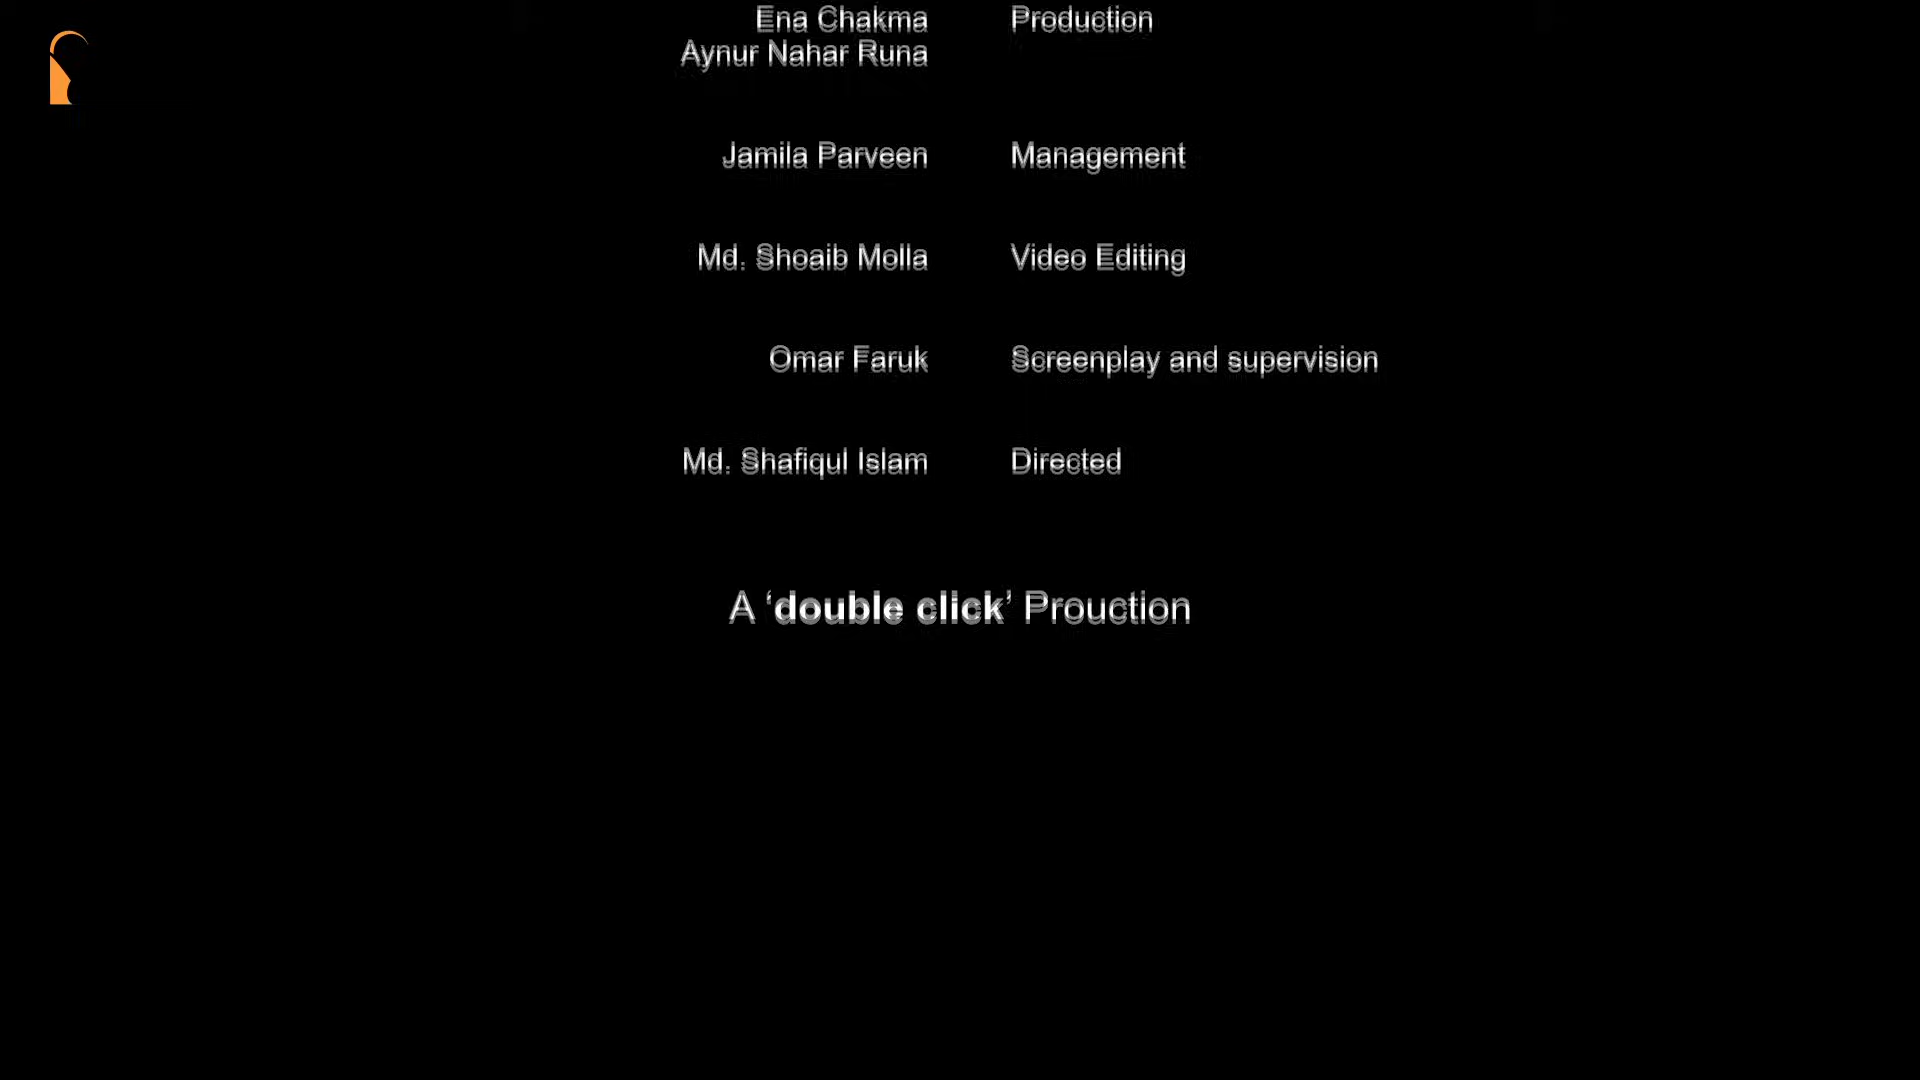 Ena Chakma Production
Aynur Nahar Runa
Jamila Parveen Management
Md. Shoaib Molla Video Editing
Omar Faruk Screenplay and supervision
Md. Shafiqul Islam Directed
A ‘double click’ Prouction